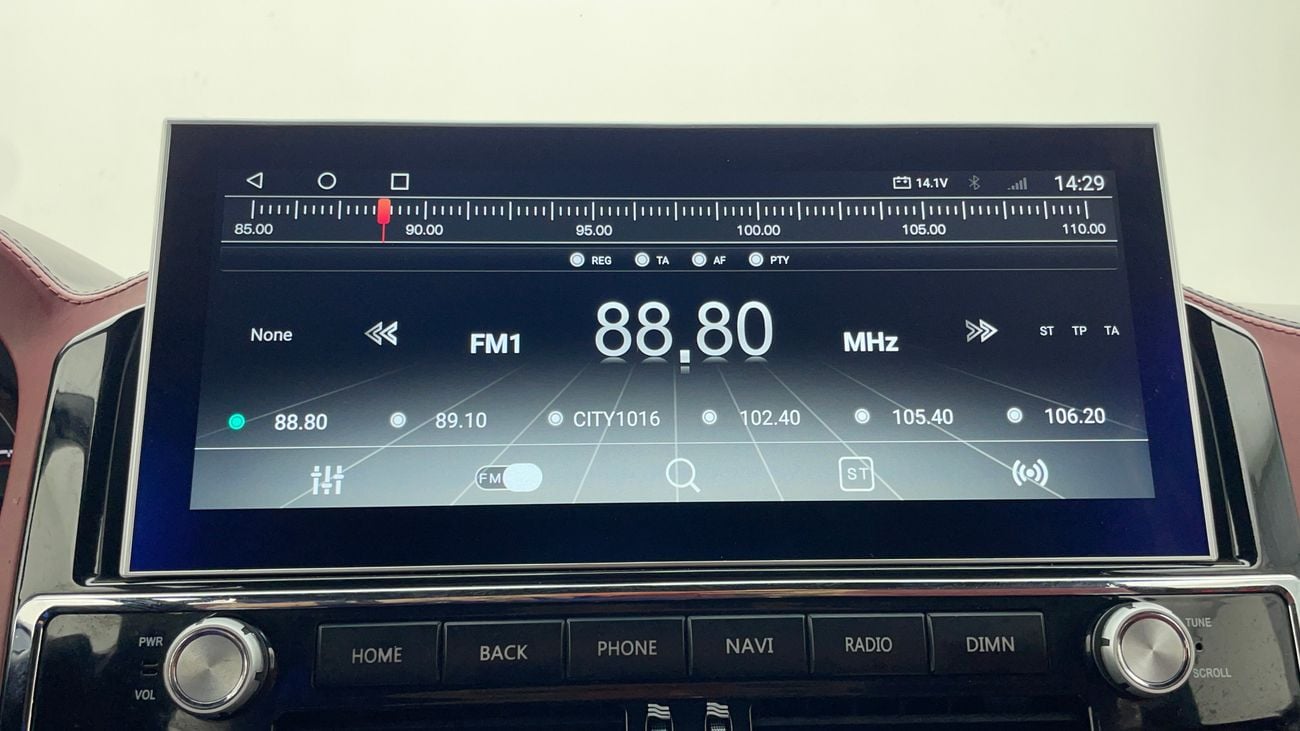 14.1V 14:29
85.00 90.00 95.00 100.00 105.00 110.00
REG TA AF PTY
None FM1 88.80 MHz ST TP TA
88.80 89.10 CITY1016 102.40 105.40 106.20
FM ST
PWR HOME BACK PHONE NAVI RADIO DIMN TUNE
VOL SCROLL